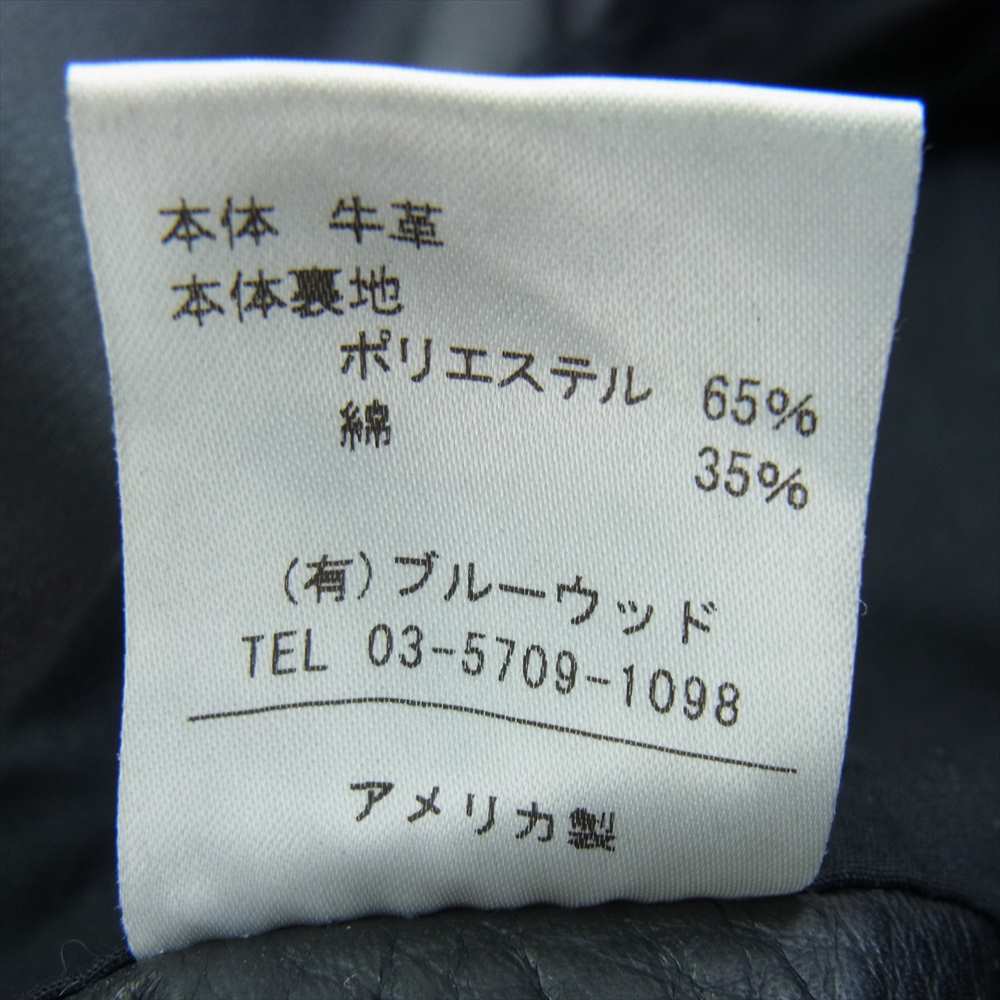 本体 牛革
本体裏地
ポリエステル 65%
綿 35%
(有)ブルーウッド
TEL 03-5709-1098
アメリカ製